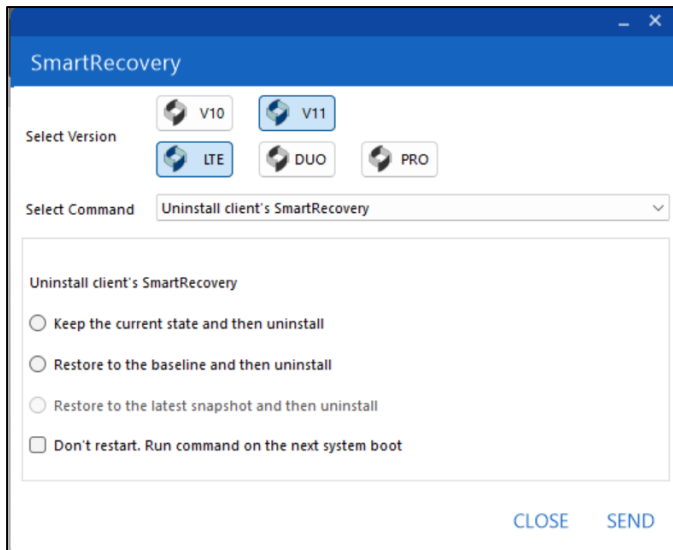 SmartRecovery
Select Version
V10
V11
LTE
DUO
PRO
Select Command
Uninstall client's SmartRecovery
Uninstall client's SmartRecovery
Keep the current state and then uninstall
Restore to the baseline and then uninstall
Restore to the latest snapshot and then uninstall
Don't restart. Run command on the next system boot
CLOSE
SEND